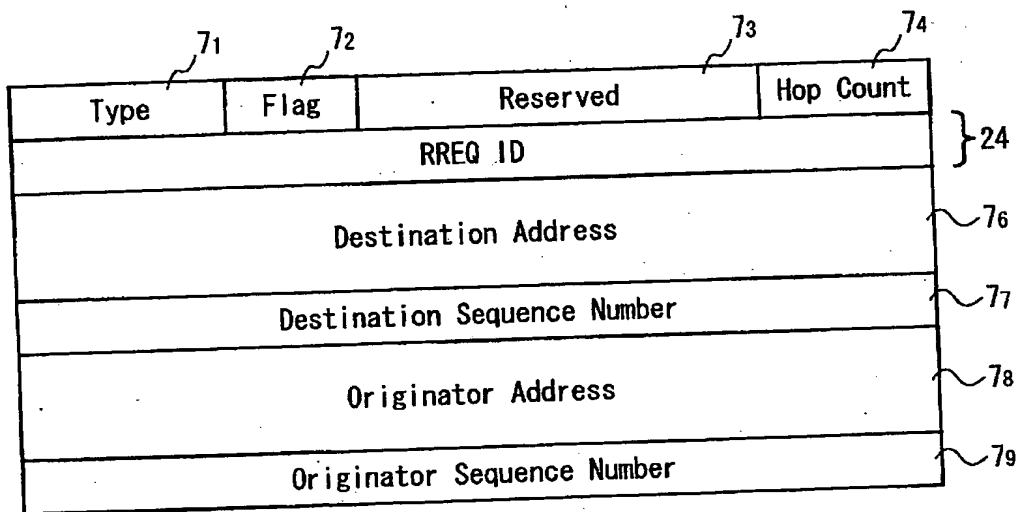 71 72 73 74
Type Flag Reserved Hop Count
RREQ ID 24
Destination Address 76
Destination Sequence Number 77
Originator Address 78
Originator Sequence Number 79